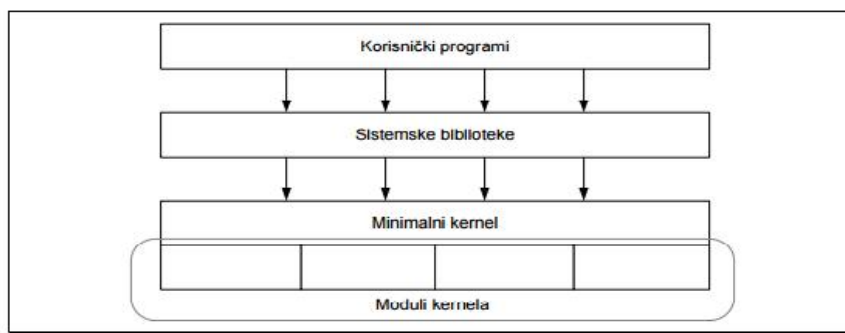 Korisnički programi
Sistemske biblioteke
Minimalni kernel
Moduli kernela